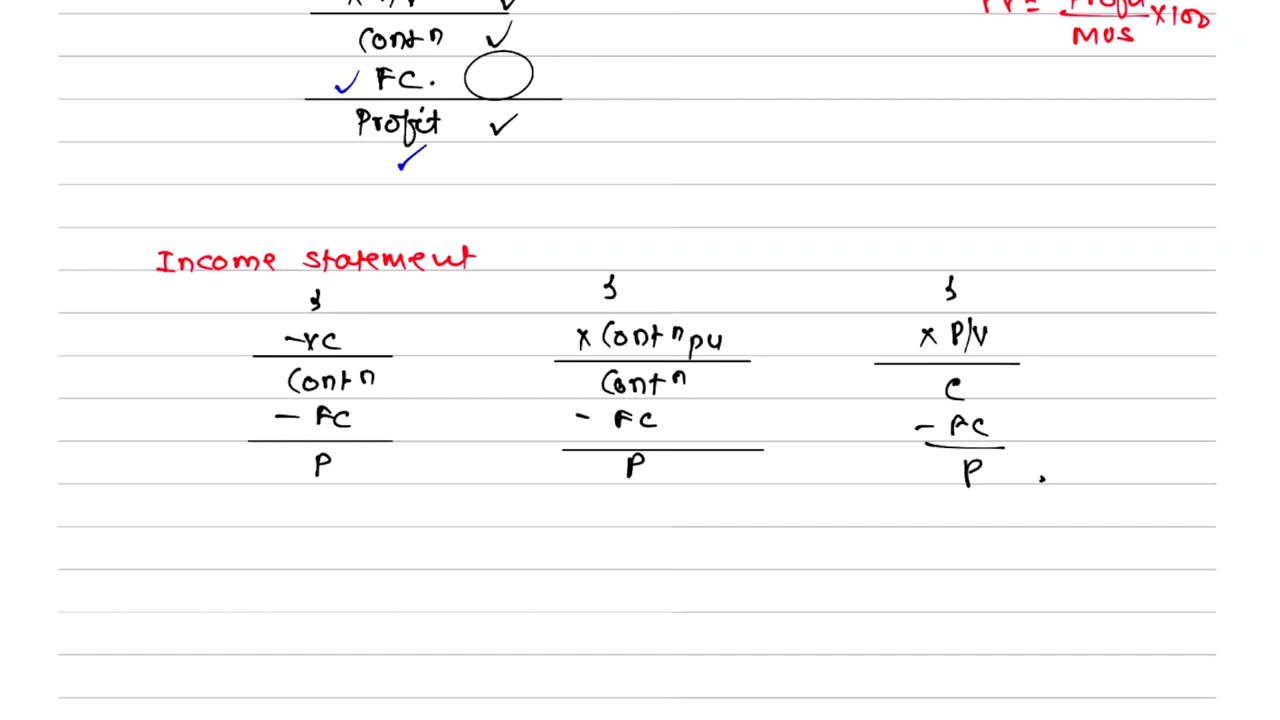 x P/V ✓
PV = Profit/MOS × 100
Contn ✓
✓ FC.
Profit ✓
✓
Income statement
s s s
-VC x Contn pu x P/V
Contn Contn C
- FC - FC - FC
P P P .